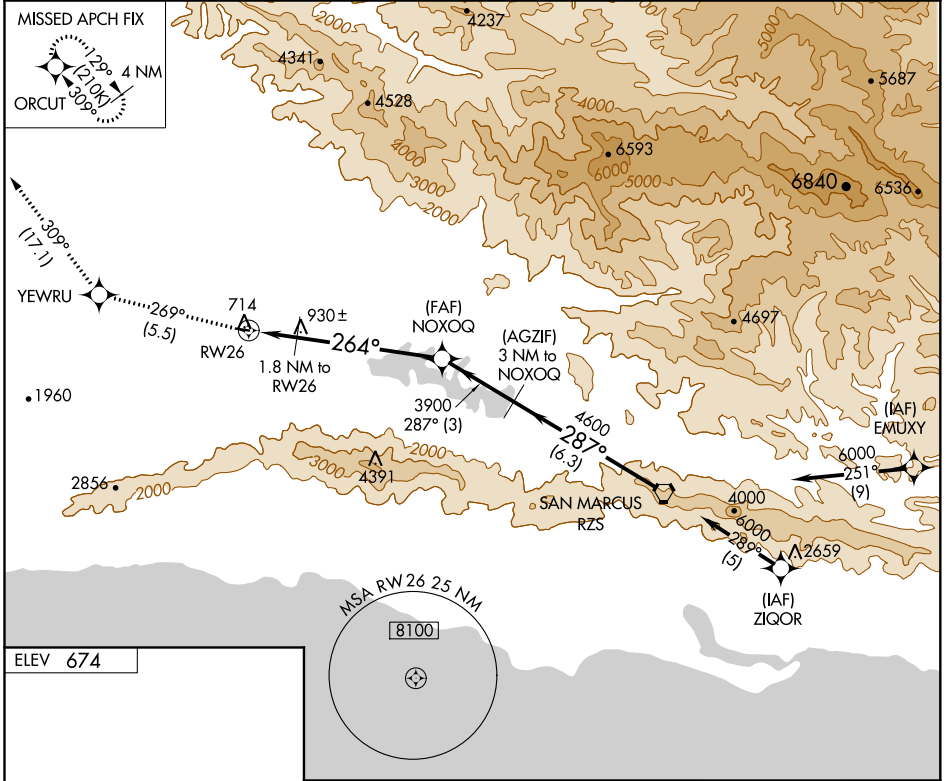 MISSED APCH FIX
129°
(210K)
309°
4 NM
ORCUT
2000
4237
4341
4528
4000
3000
2000
4000
6593
6000
5000
5000
5687
6840
6536
309°
(17.1)
YEWRU
269°
(5.5)
714
RW26
930±
1.8 NM to
RW26
264°
(FAF)
NOXOQ
(AGZIF)
3 NM to
NOXOQ
3900
287° (3)
4600
287°
(6.3)
4697
(IAF)
EMUXY
6000
251°
(9)
1960
2856
2000
3000
2000
4391
SAN MARCUS
RZS
4000
6000
289°
(5)
2659
(IAF)
ZIQOR
MSA RW26 25 NM
8100
ELEV 674